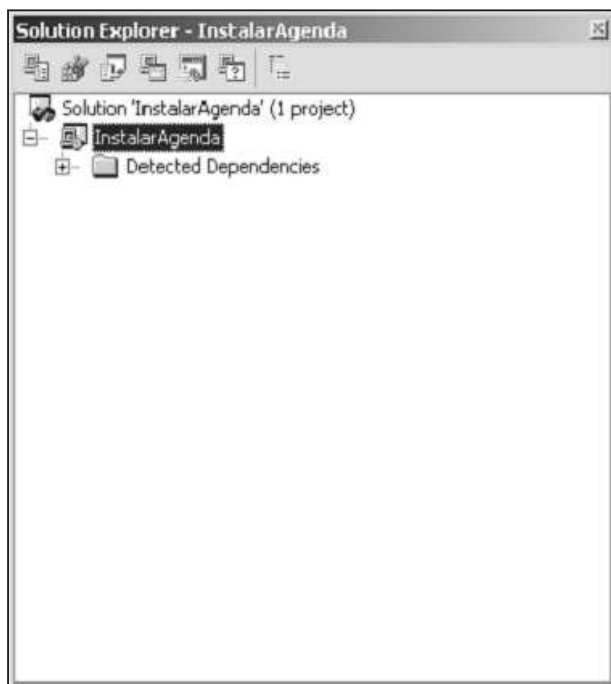 Solution Explorer - InstalarAgenda
Solution 'InstalarAgenda' (1 project)
InstalarAgenda
Detected Dependencies